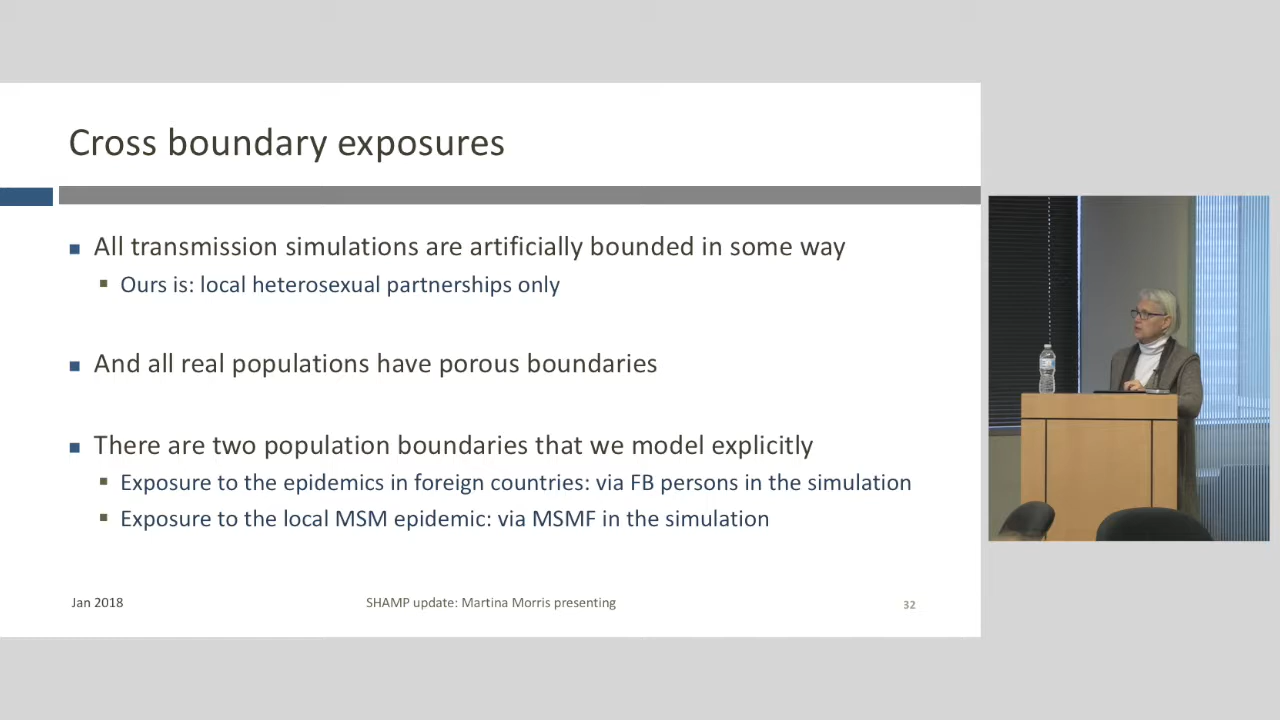 Cross boundary exposures
All transmission simulations are artificially bounded in some way
Ours is: local heterosexual partnerships only
And all real populations have porous boundaries
There are two population boundaries that we model explicitly
Exposure to the epidemics in foreign countries: via FB persons in the simulation
Exposure to the local MSM epidemic: via MSMF in the simulation
Jan 2018
SHAMP update: Martina Morris presenting
32